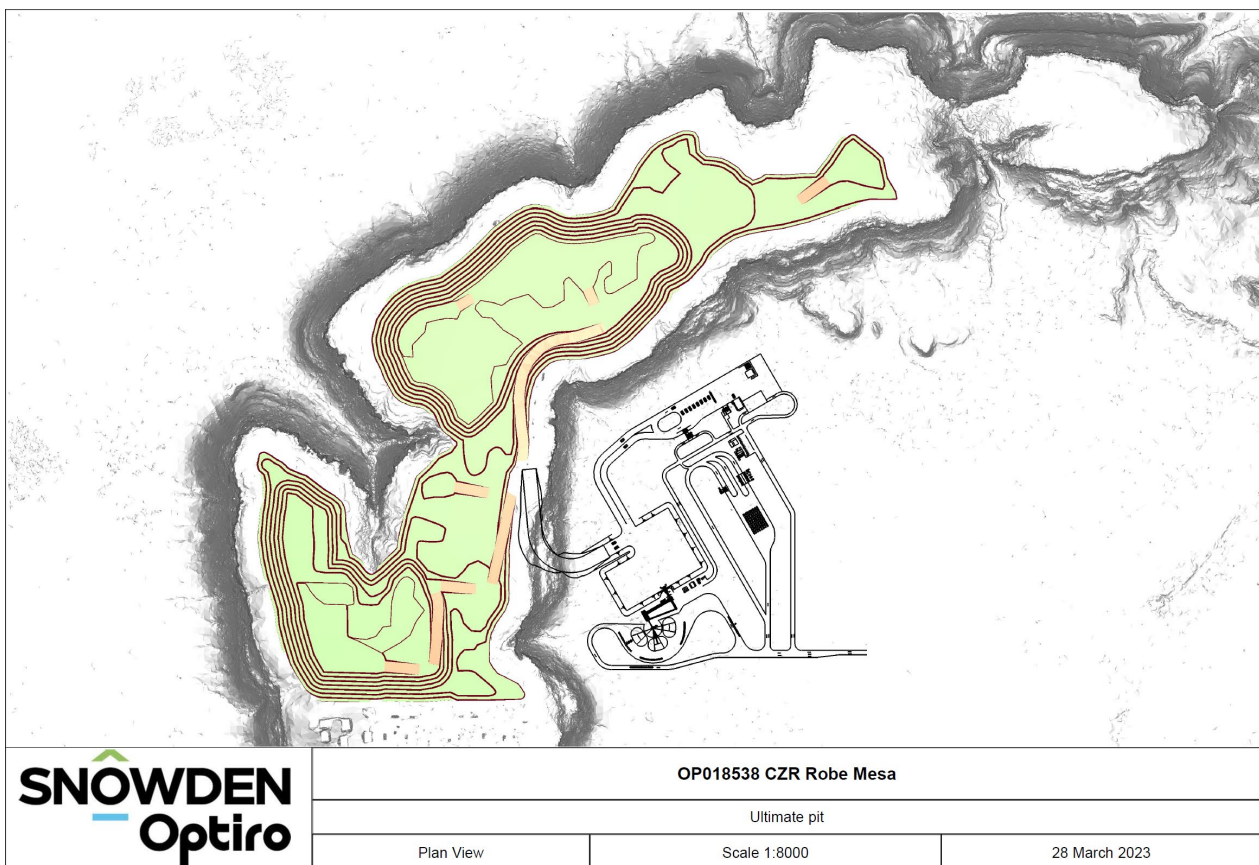 SNOWDEN
Optiro
OP018538 CZR Robe Mesa
Ultimate pit
Plan View
Scale 1:8000
28 March 2023